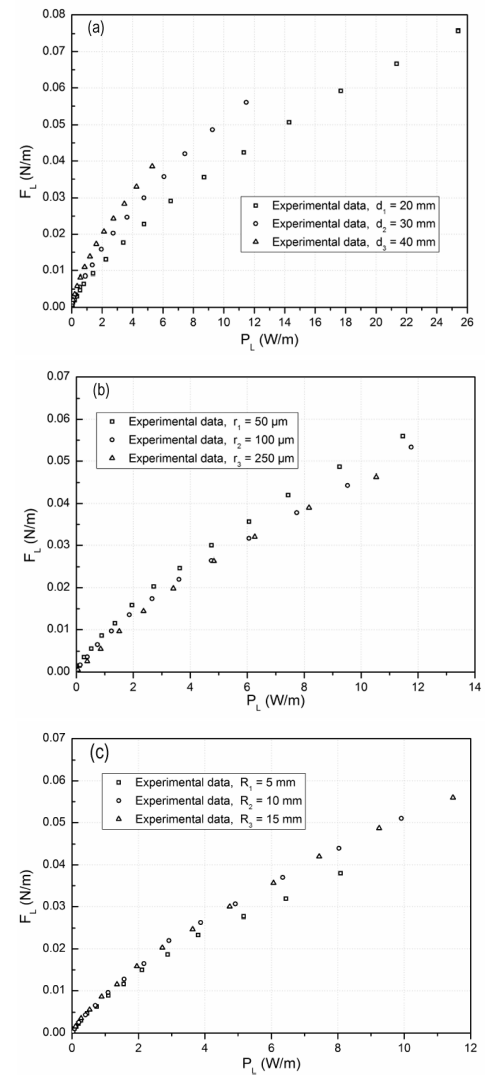 (a)
0.08
0.07
0.06
0.05
0.04
0.03
0.02
0.01
0.00
F_L (N/m)
Experimental data, d₁ = 20 mm
Experimental data, d₂ = 30 mm
Experimental data, d₃ = 40 mm
0 2 4 6 8 10 12 14 16 18 20 22 24 26
P_L (W/m)
(b)
0.07
0.06
0.05
0.04
0.03
0.02
0.01
0.00
F_L (N/m)
Experimental data, r₁ = 50 µm
Experimental data, r₂ = 100 µm
Experimental data, r₃ = 250 µm
0 2 4 6 8 10 12 14
P_L (W/m)
(c)
0.07
0.06
0.05
0.04
0.03
0.02
0.01
0.00
F_L (N/m)
Experimental data, R₁ = 5 mm
Experimental data, R₂ = 10 mm
Experimental data, R₃ = 15 mm
0 2 4 6 8 10 12
P_L (W/m)